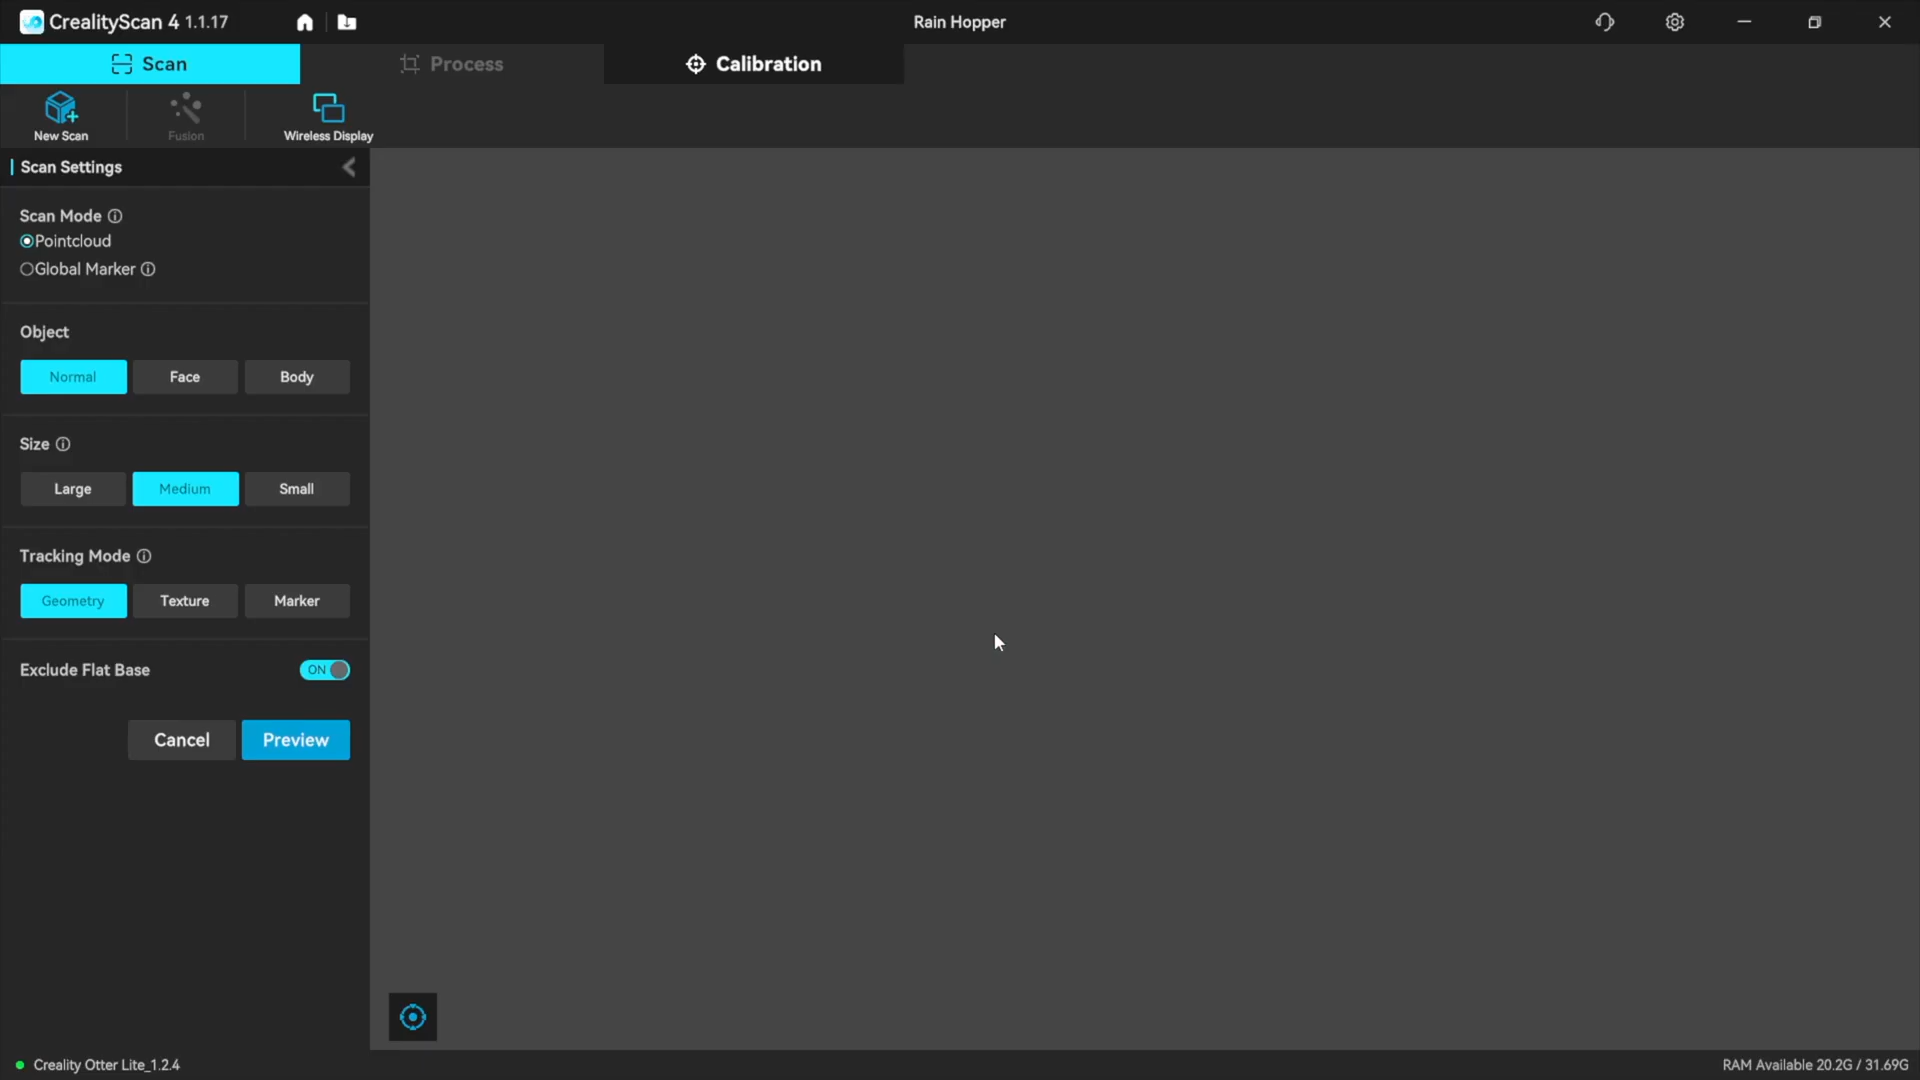 CrealityScan 4 1.1.17
Rain Hopper
Scan
Process
Calibration
New Scan
Fusion
Wireless Display
Scan Settings
Scan Mode
Pointcloud
Global Marker
Object
Normal Face Body
Size
Large Medium Small
Tracking Mode
Geometry Texture Marker
Exclude Flat Base ON
Cancel Preview
Creality Otter Lite_1.2.4
RAM Available 20.2G / 31.69G